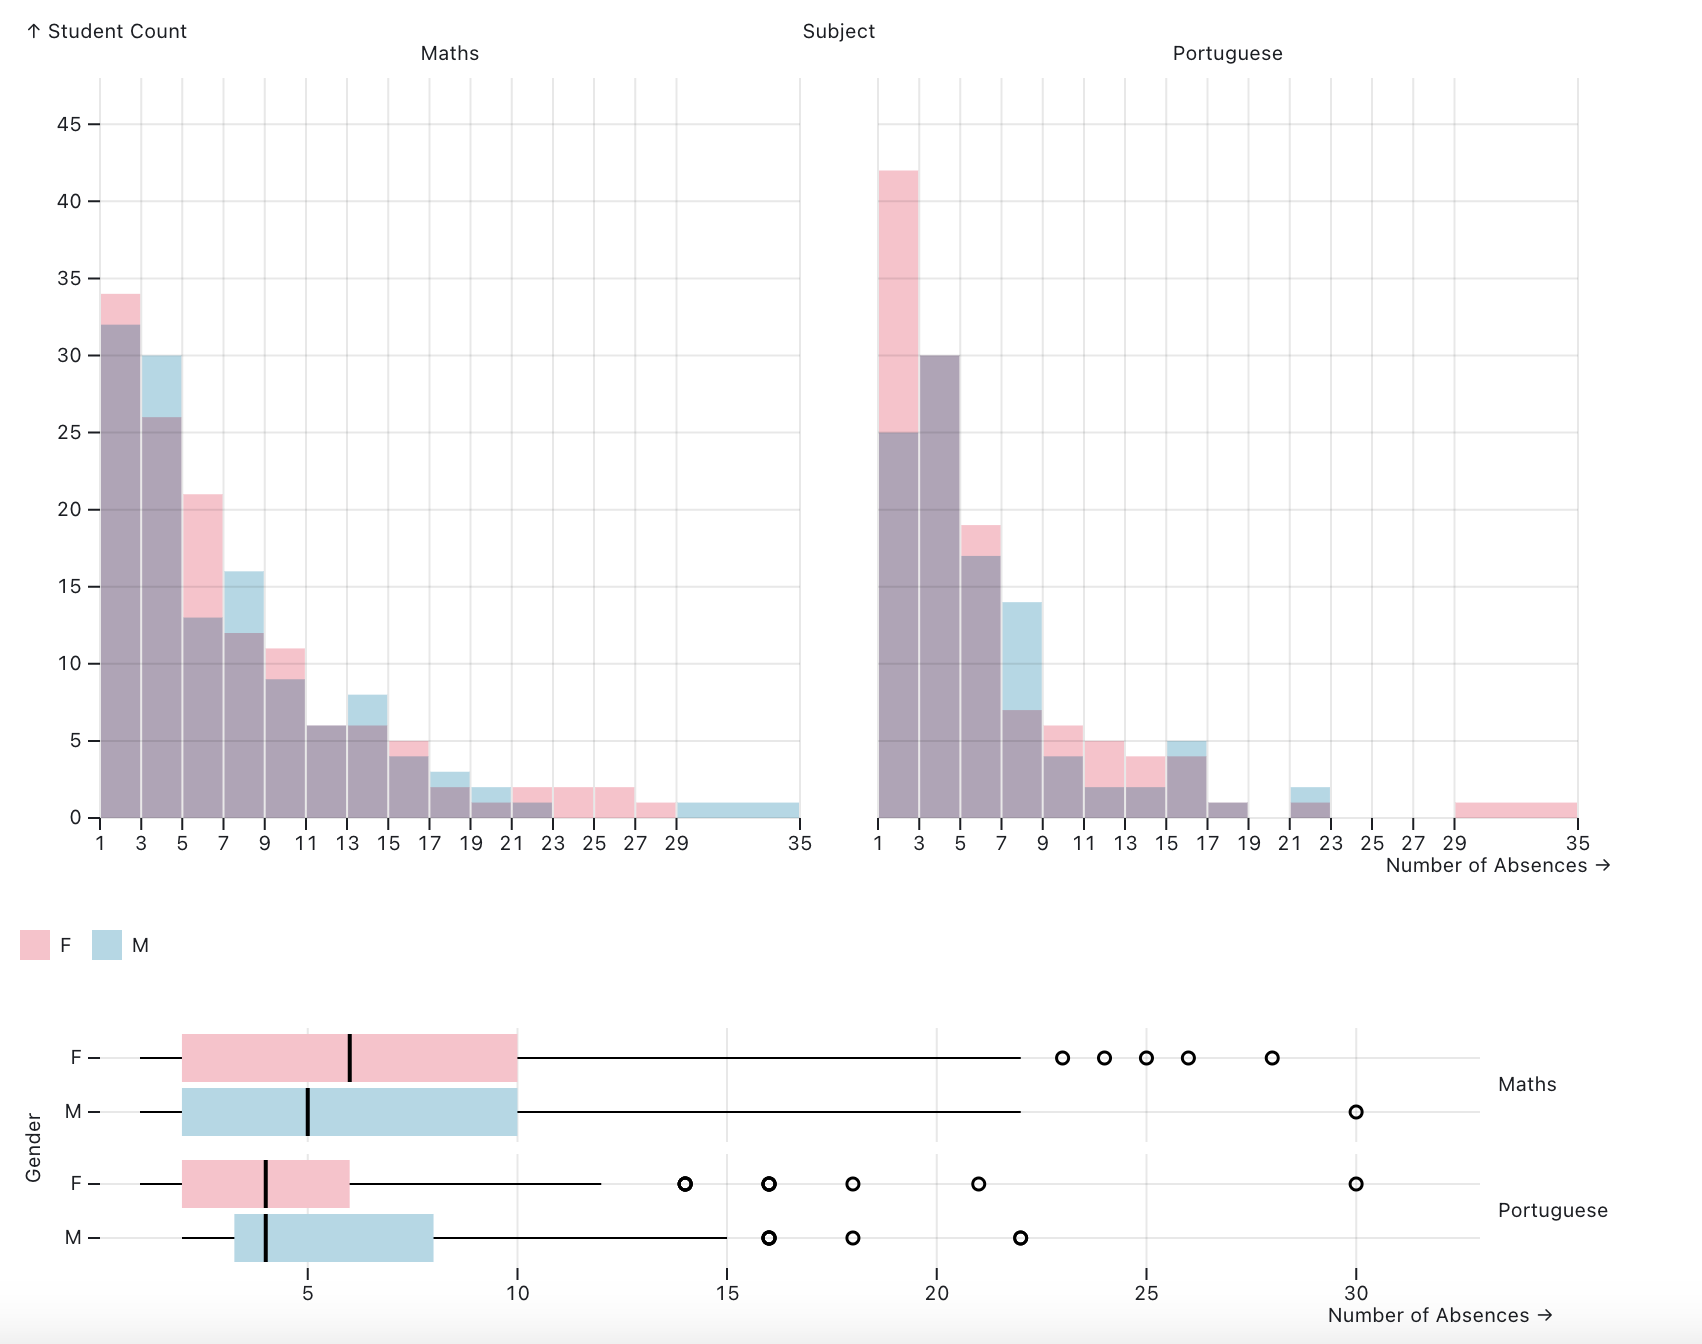 ↑ Student Count
Subject
Maths
Portuguese
45
40
35
30
25
20
15
10
5
0
1 3 5 7 9 11 13 15 17 19 21 23 25 27 29 35
1 3 5 7 9 11 13 15 17 19 21 23 25 27 29 35
Number of Absences →
F M
Gender
F
Maths
M
F
Portuguese
M
5 10 15 20 25 30
Number of Absences →